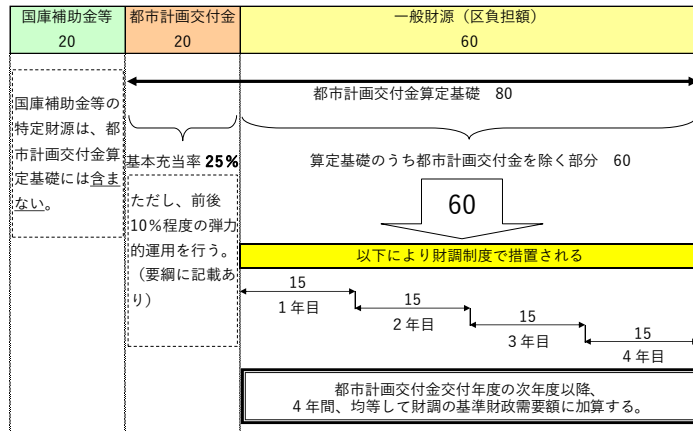 国庫補助金等
20
都市計画交付金
20
一般財源（区負担額）
60
都市計画交付金算定基礎　80
国庫補助金等の
特定財源は、都
市計画交付金算
定基礎には含ま
ない。
基本充当率 25%
ただし、前後
10％程度の弾力
的運用を行う。
（要綱に記載あ
り）
算定基礎のうち都市計画交付金を除く部分　60
60
以下により財調制度で措置される
15
1 年目
15
2 年目
15
3 年目
15
4 年目
都市計画交付金交付年度の次年度以降、
4 年間、均等して財調の基準財政需要額に加算する。